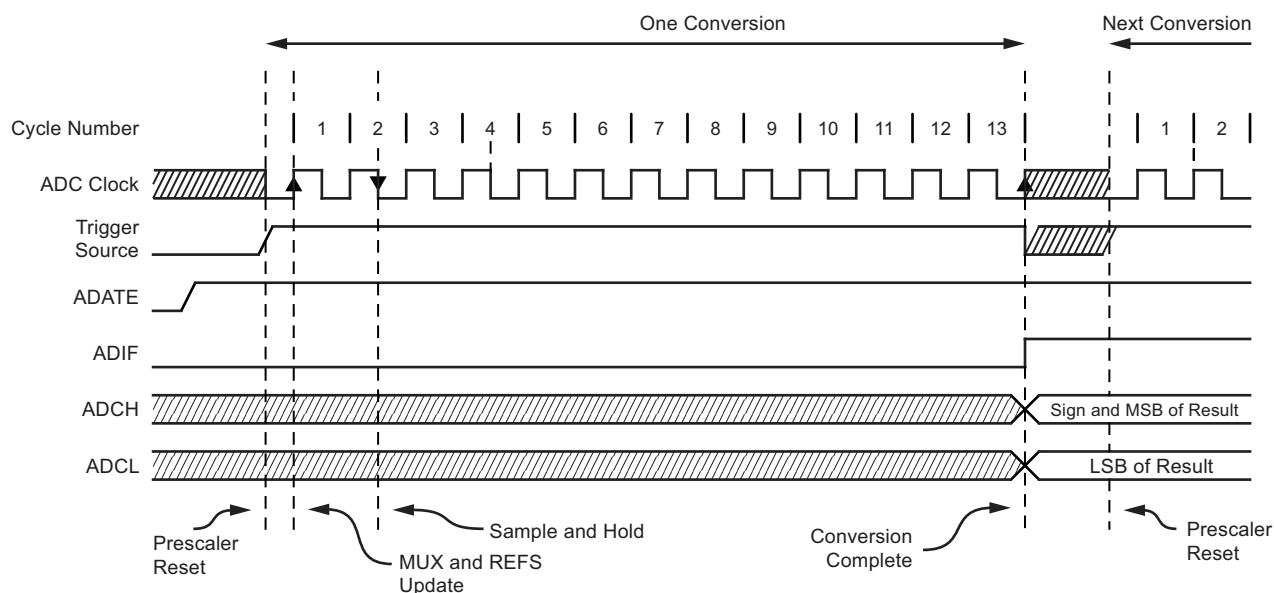 One Conversion
Next Conversion
Cycle Number
1 2 3 4 5 6 7 8 9 10 11 12 13 1 2
ADC Clock
Trigger
Source
ADATE
ADIF
ADCH
Sign and MSB of Result
ADCL
LSB of Result
Prescaler
Reset
MUX and REFS
Update
Sample and Hold
Conversion
Complete
Prescaler
Reset